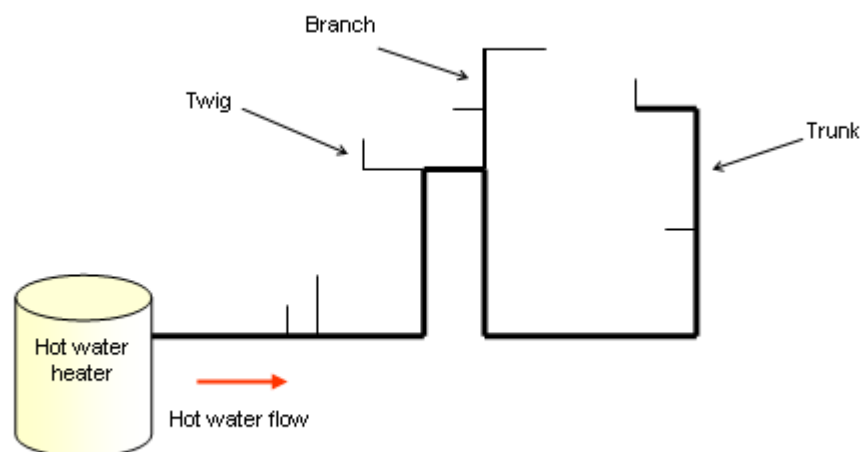 Branch
Twig
Trunk
Hot water
heater
Hot water flow